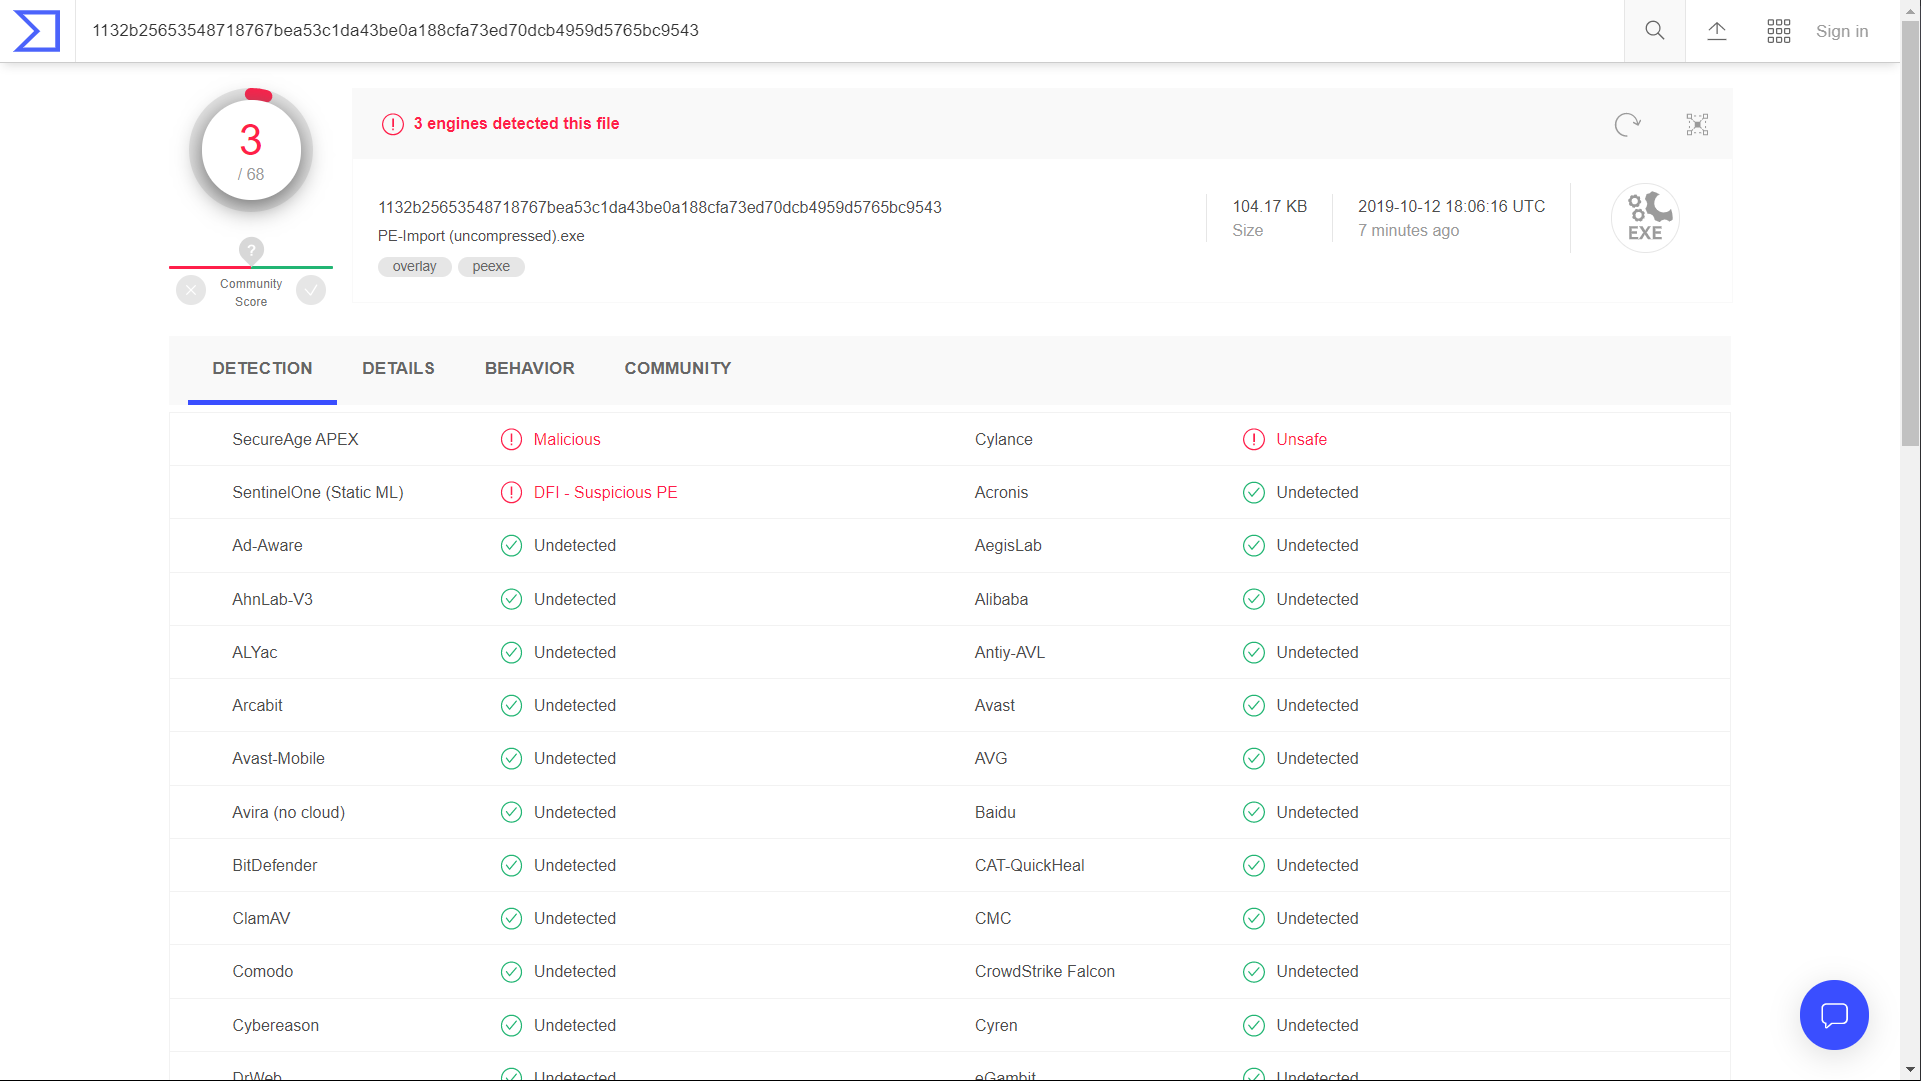 1132b25653548718767bea53c1da43be0a188cfa73ed70dcb4959d5765bc9543
Sign in
3
/ 68
?
Community
Score
3 engines detected this file
1132b25653548718767bea53c1da43be0a188cfa73ed70dcb4959d5765bc9543
PE-Import (uncompressed).exe
overlay peexe
104.17 KB
Size
2019-10-12 18:06:16 UTC
7 minutes ago
EXE
DETECTION DETAILS BEHAVIOR COMMUNITY
SecureAge APEX Malicious Cylance Unsafe
SentinelOne (Static ML) DFI - Suspicious PE Acronis Undetected
Ad-Aware Undetected AegisLab Undetected
AhnLab-V3 Undetected Alibaba Undetected
ALYac Undetected Antiy-AVL Undetected
Arcabit Undetected Avast Undetected
Avast-Mobile Undetected AVG Undetected
Avira (no cloud) Undetected Baidu Undetected
BitDefender Undetected CAT-QuickHeal Undetected
ClamAV Undetected CMC Undetected
Comodo Undetected CrowdStrike Falcon Undetected
Cybereason Undetected Cyren Undetected
DrWeb Undetected eGambit Undetected